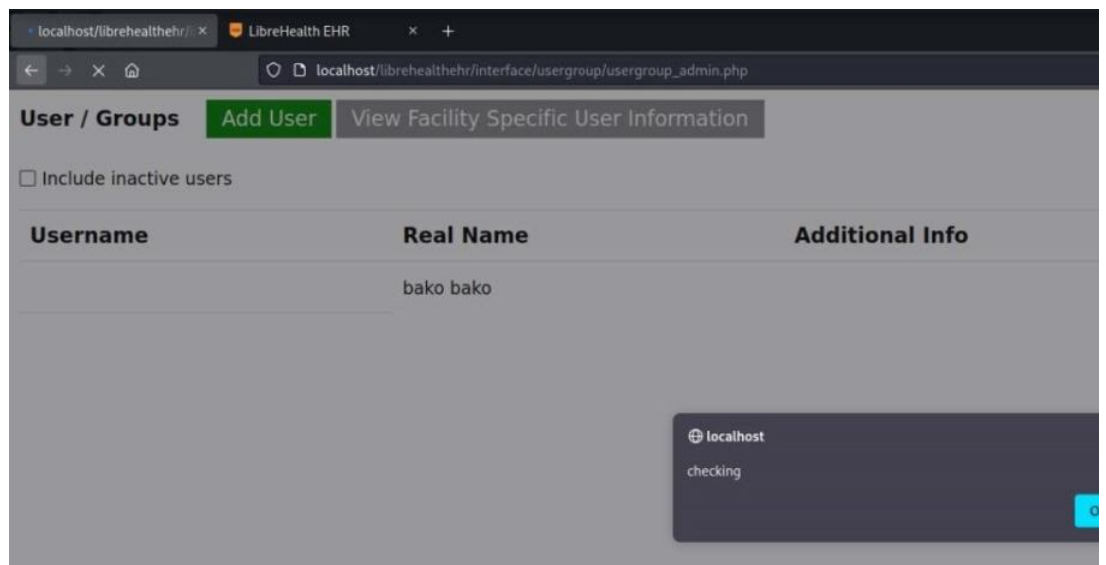 localhost/librehealthehr/i LibreHealth EHR
localhost/librehealthehr/interface/usergroup/usergroup_admin.php
User / Groups Add User View Facility Specific User Information
Include inactive users
Username Real Name Additional Info
bako bako
localhost
checking